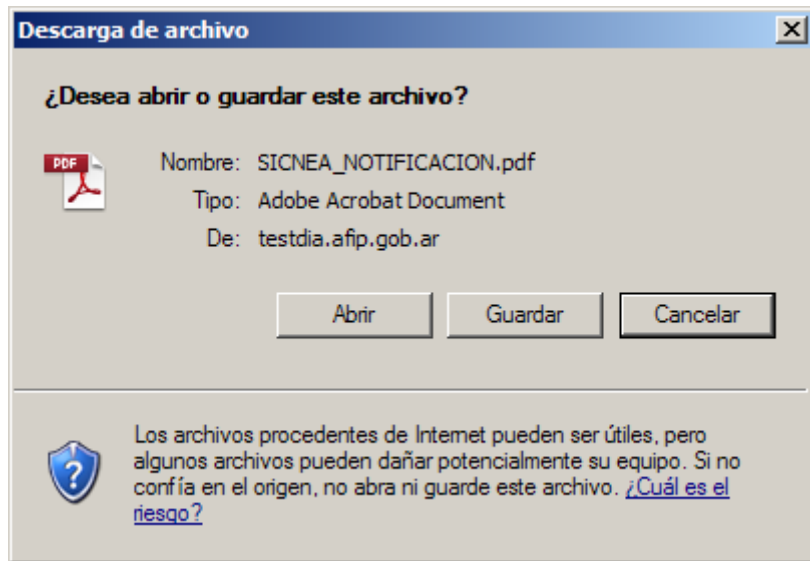 Descarga de archivo
¿Desea abrir o guardar este archivo?
PDF
Nombre: SICNEA_NOTIFICACION.pdf
Tipo: Adobe Acrobat Document
De: testdia.afip.gob.ar
Abrir Guardar Cancelar
Los archivos procedentes de Internet pueden ser útiles, pero
algunos archivos pueden dañar potencialmente su equipo. Si no
confía en el origen, no abra ni guarde este archivo. ¿Cuál es el
riesgo?